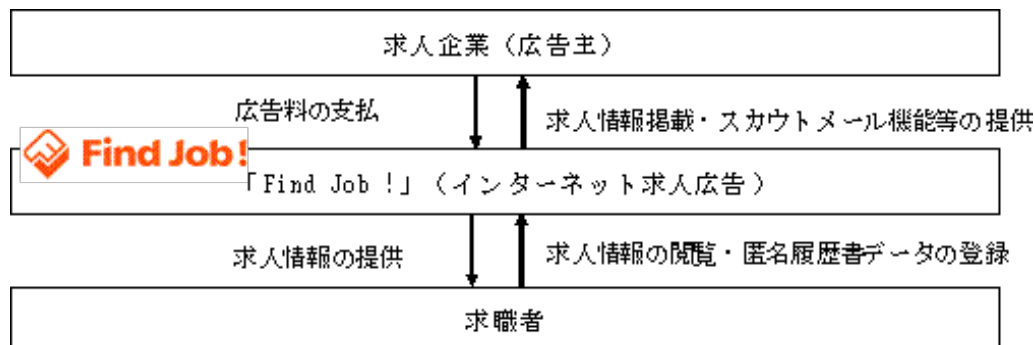 求人企業（広告主）
広告料の支払
求人情報掲載・スカウトメール機能等の提供
Find Job!
「Find Job !」（インターネット求人広告）
求人情報の提供
求人情報の閲覧・匿名履歴書データの登録
求職者